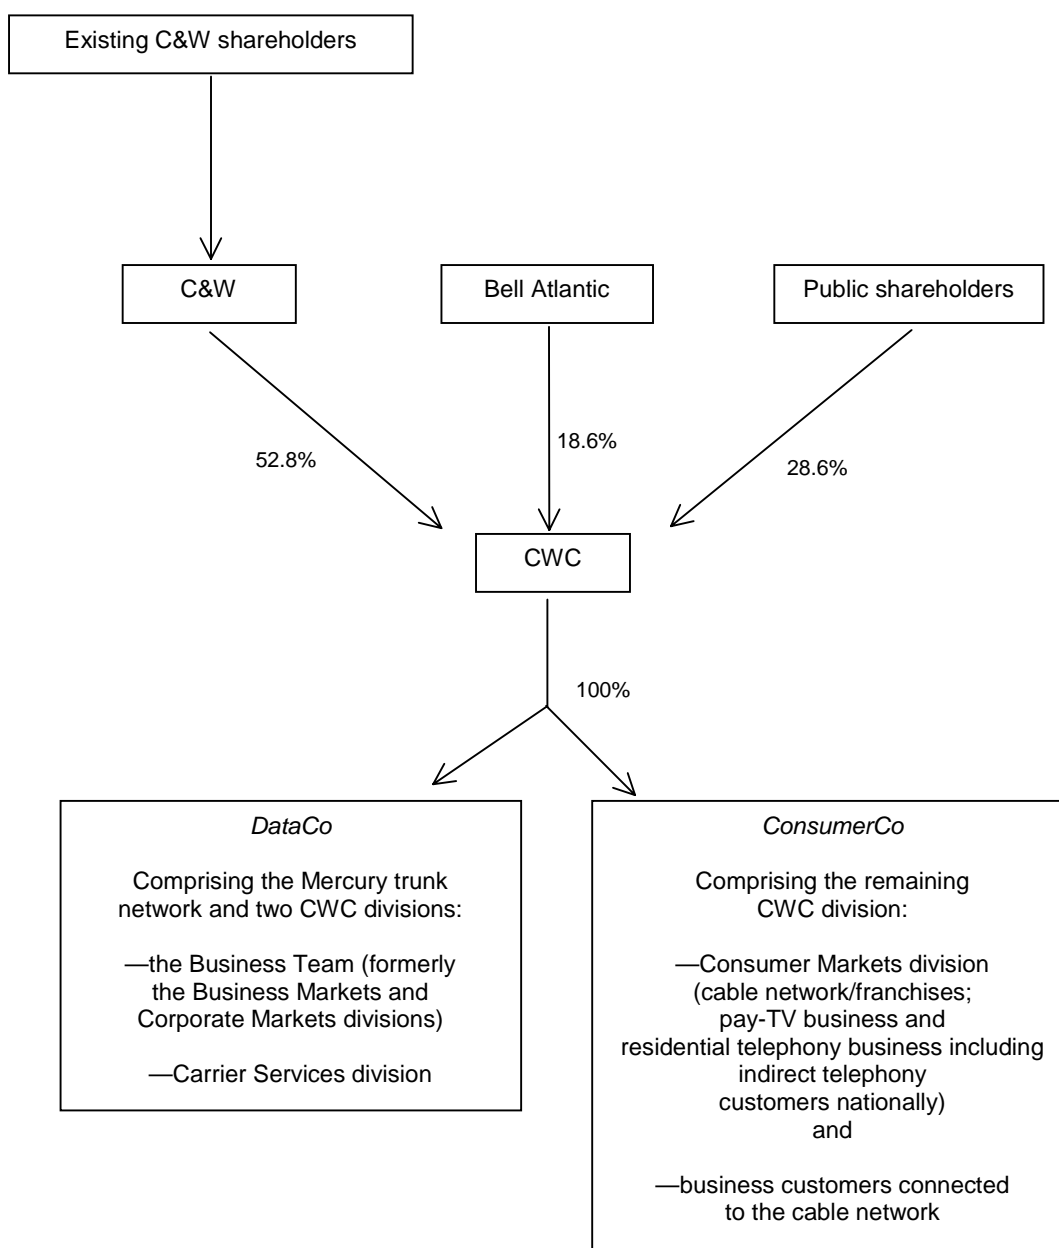 Existing C&W shareholders
C&W
Bell Atlantic
Public shareholders
52.8%
18.6%
28.6%
CWC
100%
DataCo
Comprising the Mercury trunk
network and two CWC divisions:
—the Business Team (formerly
the Business Markets and
Corporate Markets divisions)
—Carrier Services division
ConsumerCo
Comprising the remaining
CWC division:
—Consumer Markets division
(cable network/franchises;
pay-TV business and
residential telephony business including
indirect telephony
customers nationally)
and
—business customers connected
to the cable network